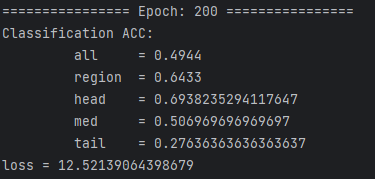 ================ Epoch: 200 ================
Classification ACC:
all = 0.4944
region = 0.6433
head = 0.6938235294117647
med = 0.506969696969697
tail = 0.27636363636363637
loss = 12.52139064398679